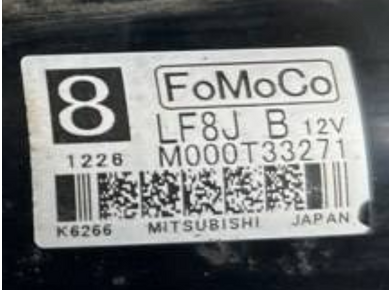 8
FoMoCo
LF8J B 12V
1226 M000T33271
K6266 MITSUBISHI JAPAN